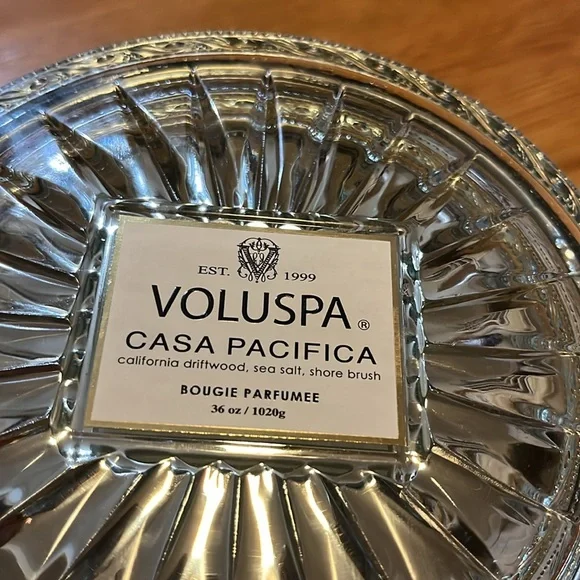 EST. 1999
VOLUSPA®
CASA PACIFICA
california driftwood, sea salt, shore brush
BOUGIE PARFUMEE
36 oz / 1020g